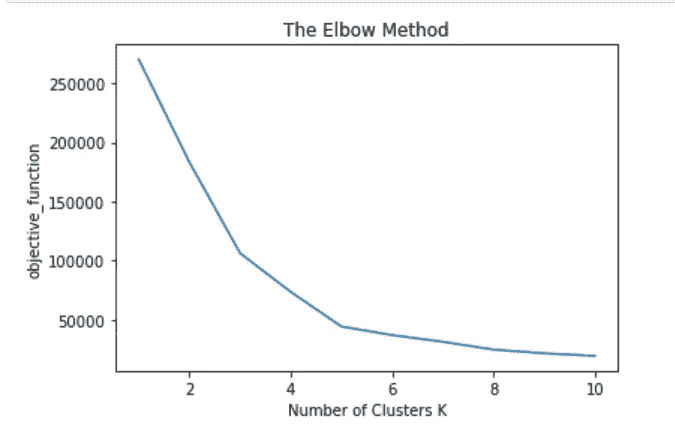 The Elbow Method
250000
200000
150000
100000
50000
objective_function
2 4 6 8 10
Number of Clusters K